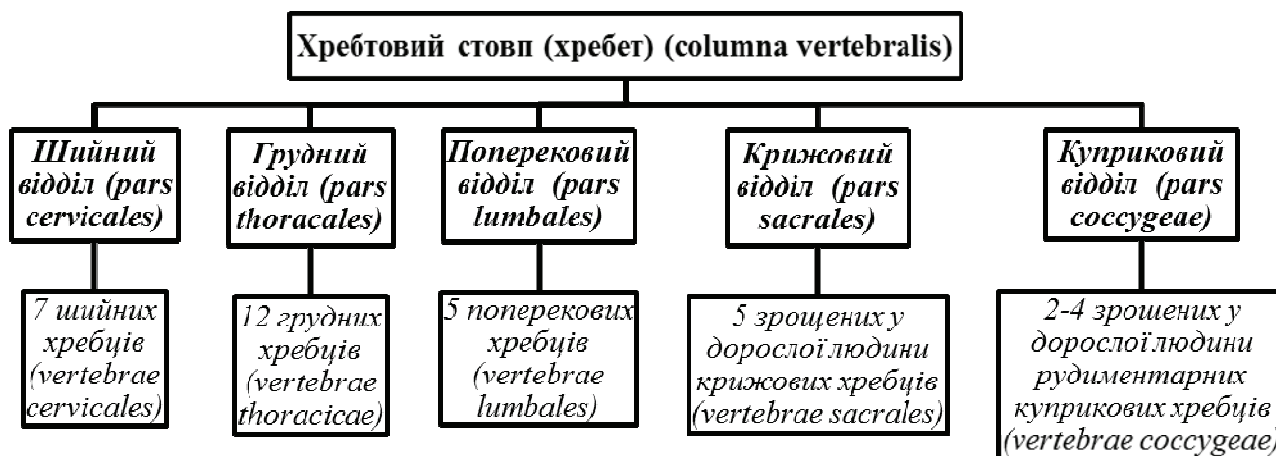 Хребтовий стовп (хребет) (columna vertebralis)
Шийний
відділ (pars
cervicales)
Грудний
відділ (pars
thoracales)
Поперековий
відділ (pars
lumbales)
Крижовий
відділ (pars
sacrales)
Куприковий
відділ (pars
coccygeae)
7 шийних
хребців
(vertebrae
cervicales)
12 грудних
хребців
(vertebrae
thoracicae)
5 поперекових
хребців
(vertebrae
lumbales)
5 зрощених у
дорослої людини
крижових хребців
(vertebrae sacrales)
2-4 зрошених у
дорослої людини
рудиментарних
куприкових хребців
(vertebrae coccygeae)